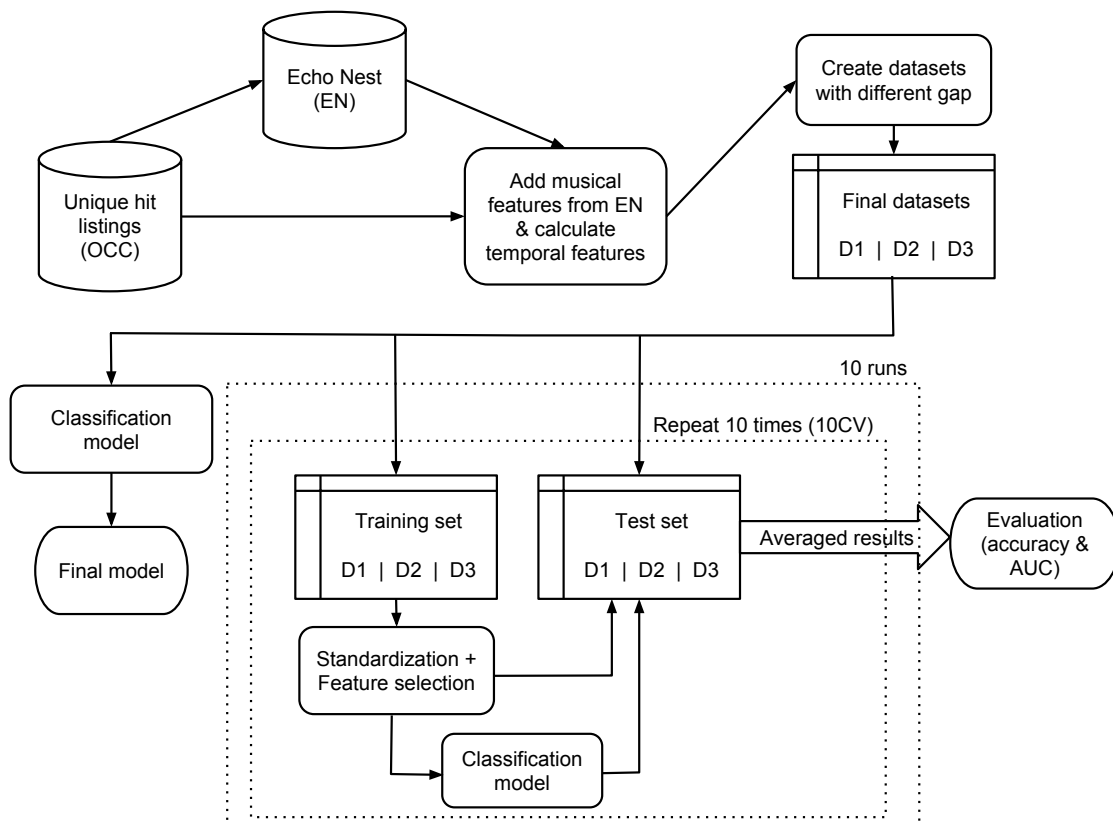 Echo Nest
(EN)
Create datasets
with different gap
Unique hit
listings
(OCC)
Add musical
features from EN
& calculate
temporal features
Final datasets
D1 | D2 | D3
10 runs
Classification
model
Repeat 10 times (10CV)
Training set
D1 | D2 | D3
Test set
D1 | D2 | D3
Averaged results
Evaluation
(accuracy &
AUC)
Final model
Standardization +
Feature selection
Classification
model